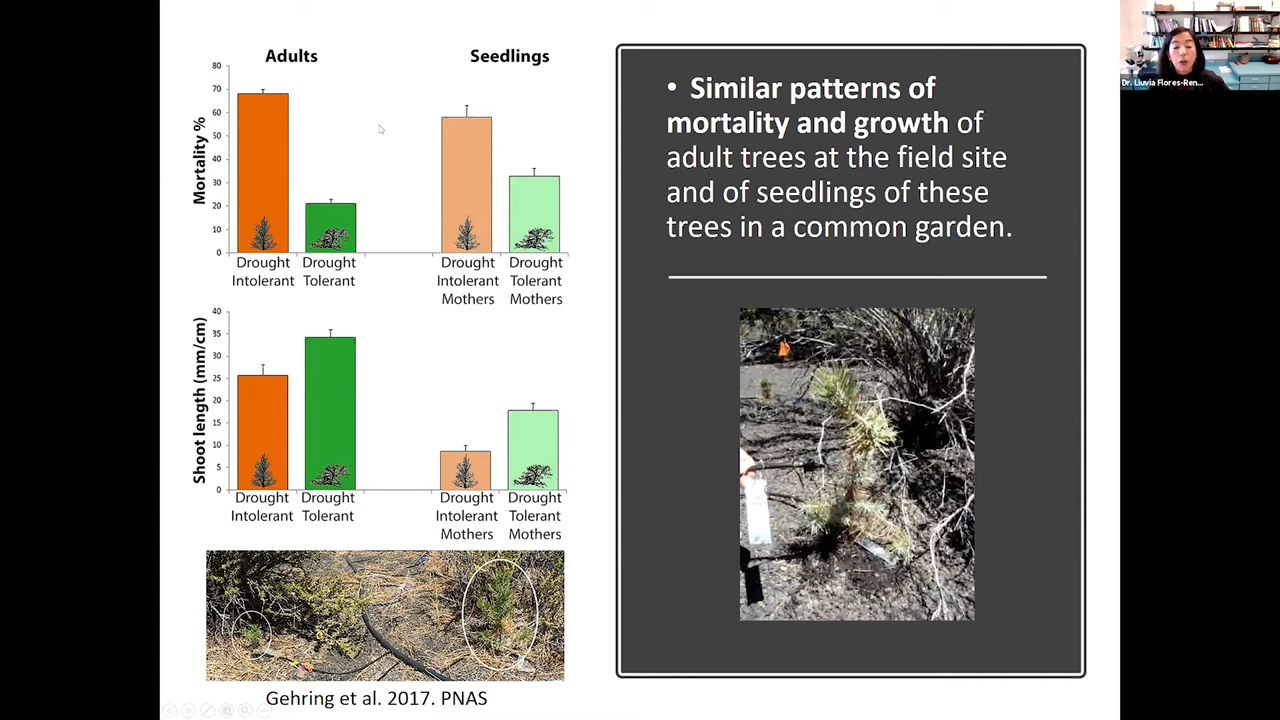 Adults
Seedlings
Mortality %
80
70
60
50
40
30
20
10
0
Drought
Intolerant
Drought
Tolerant
Drought
Intolerant
Mothers
Drought
Tolerant
Mothers
Shoot length (mm/cm)
40
35
30
25
20
15
10
5
0
Drought
Intolerant
Drought
Tolerant
Drought
Intolerant
Mothers
Drought
Tolerant
Mothers
Gehring et al. 2017. PNAS
• Similar patterns of
mortality and growth of
adult trees at the field site
and of seedlings of these
trees in a common garden.
Dr. Lluvia Flores-Ren...